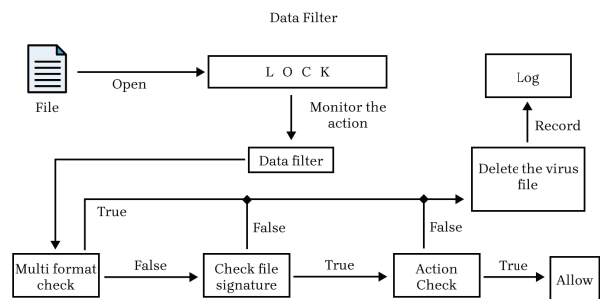 Data Filter
L O C K
Open
File
Log
Monitor the
action
Record
Data filter
Delete the virus
file
True
False
False
Multi format
check
False
Check file
signature
True
Action
Check
True
Allow